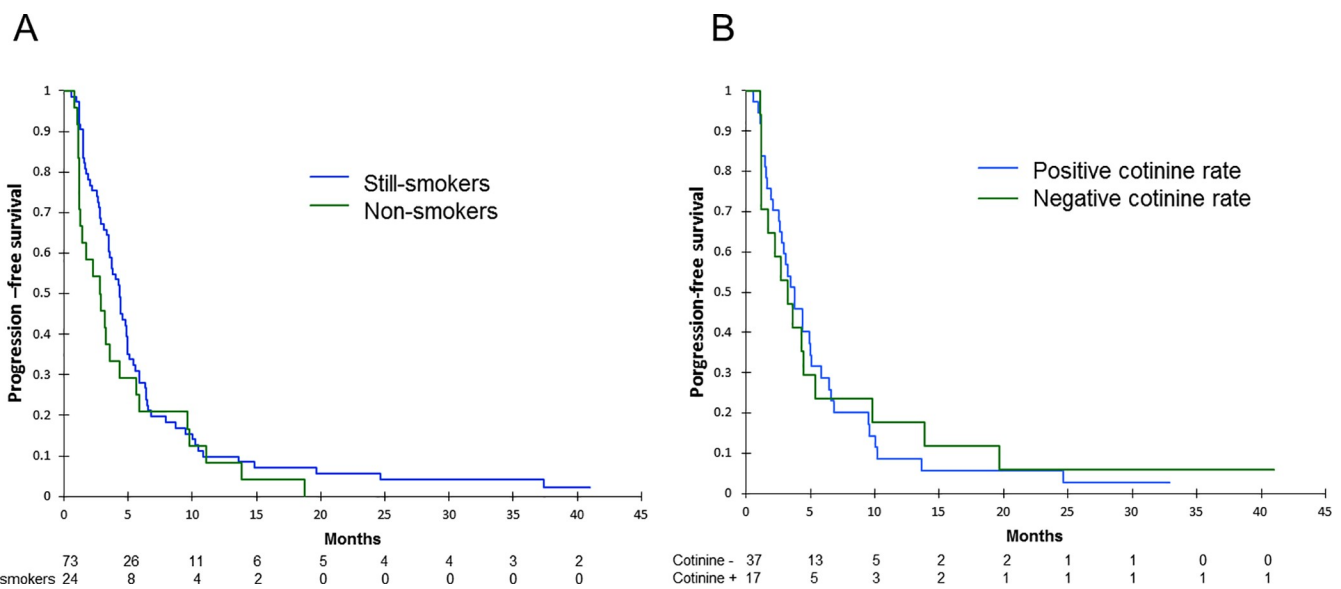 A
B
1
0.9
0.8
0.7
0.6
0.5
0.4
0.3
0.2
0.1
0
Progression –free survival
Still-smokers
Non-smokers
0 5 10 15 20 25 30 35 40 45
Months
73 26 11 6 5 4 4 3 2
smokers 24 8 4 2 0 0 0 0 0
1
0.9
0.8
0.7
0.6
0.5
0.4
0.3
0.2
0.1
0
Porgression-free survival
Positive cotinine rate
Negative cotinine rate
0 5 10 15 20 25 30 35 40 45
Months
Cotinine - 37 13 5 2 2 1 1 0 0
Cotinine + 17 5 3 2 1 1 1 1 1